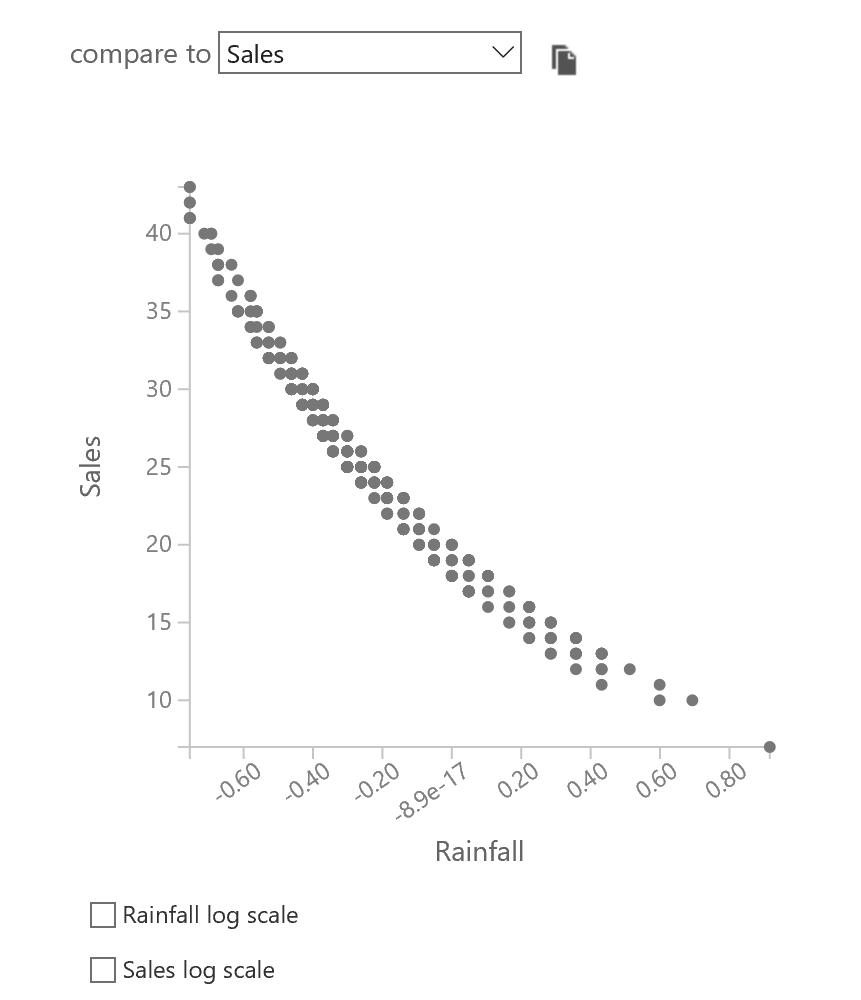 compare to Sales
40
35
30
25
20
15
10
Sales
-0.60 -0.40 -0.20 -8.9e-17 0.20 0.40 0.60 0.80
Rainfall
Rainfall log scale
Sales log scale